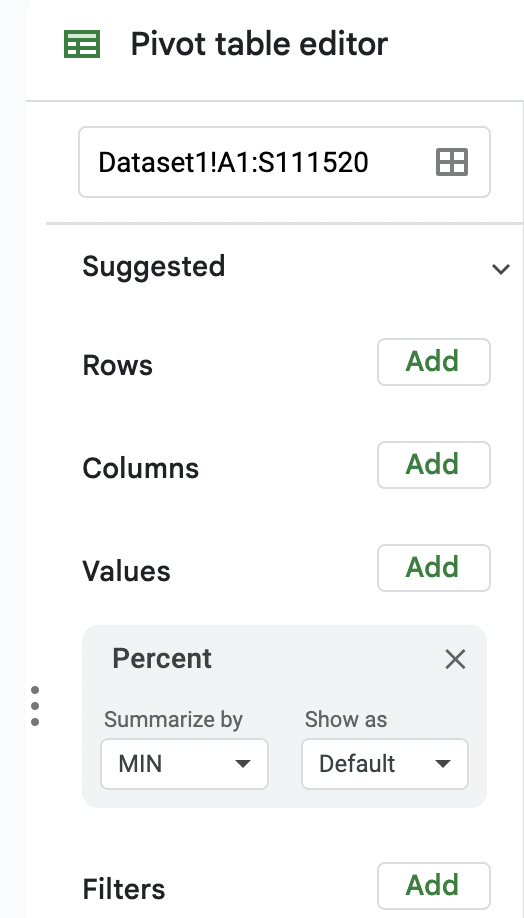 Pivot table editor
Dataset1!A1:S111520
Suggested
Rows Add
Columns Add
Values Add
Percent
Summarize by Show as
MIN Default
Filters Add